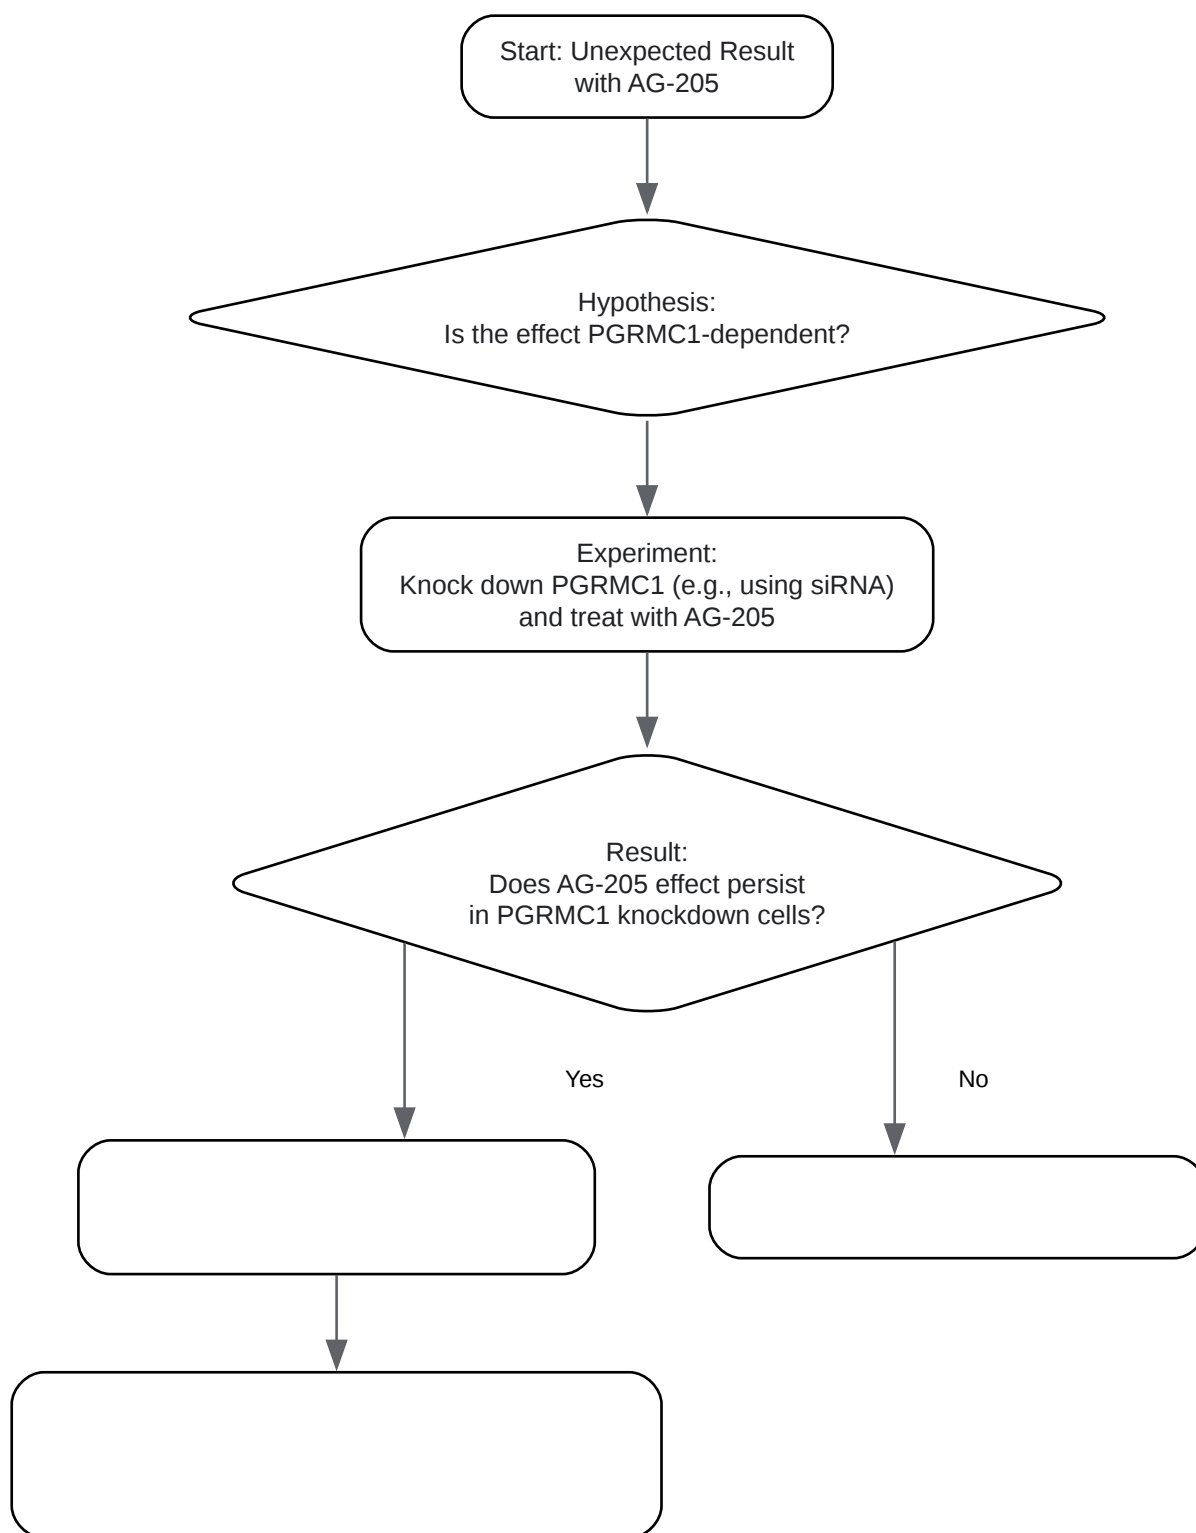 Start: Unexpected Result
with AG-205
Hypothesis:
Is the effect PGRMC1-dependent?
Experiment:
Knock down PGRMC1 (e.g., using siRNA)
and treat with AG-205
Result:
Does AG-205 effect persist
in PGRMC1 knockdown cells?
Yes
No